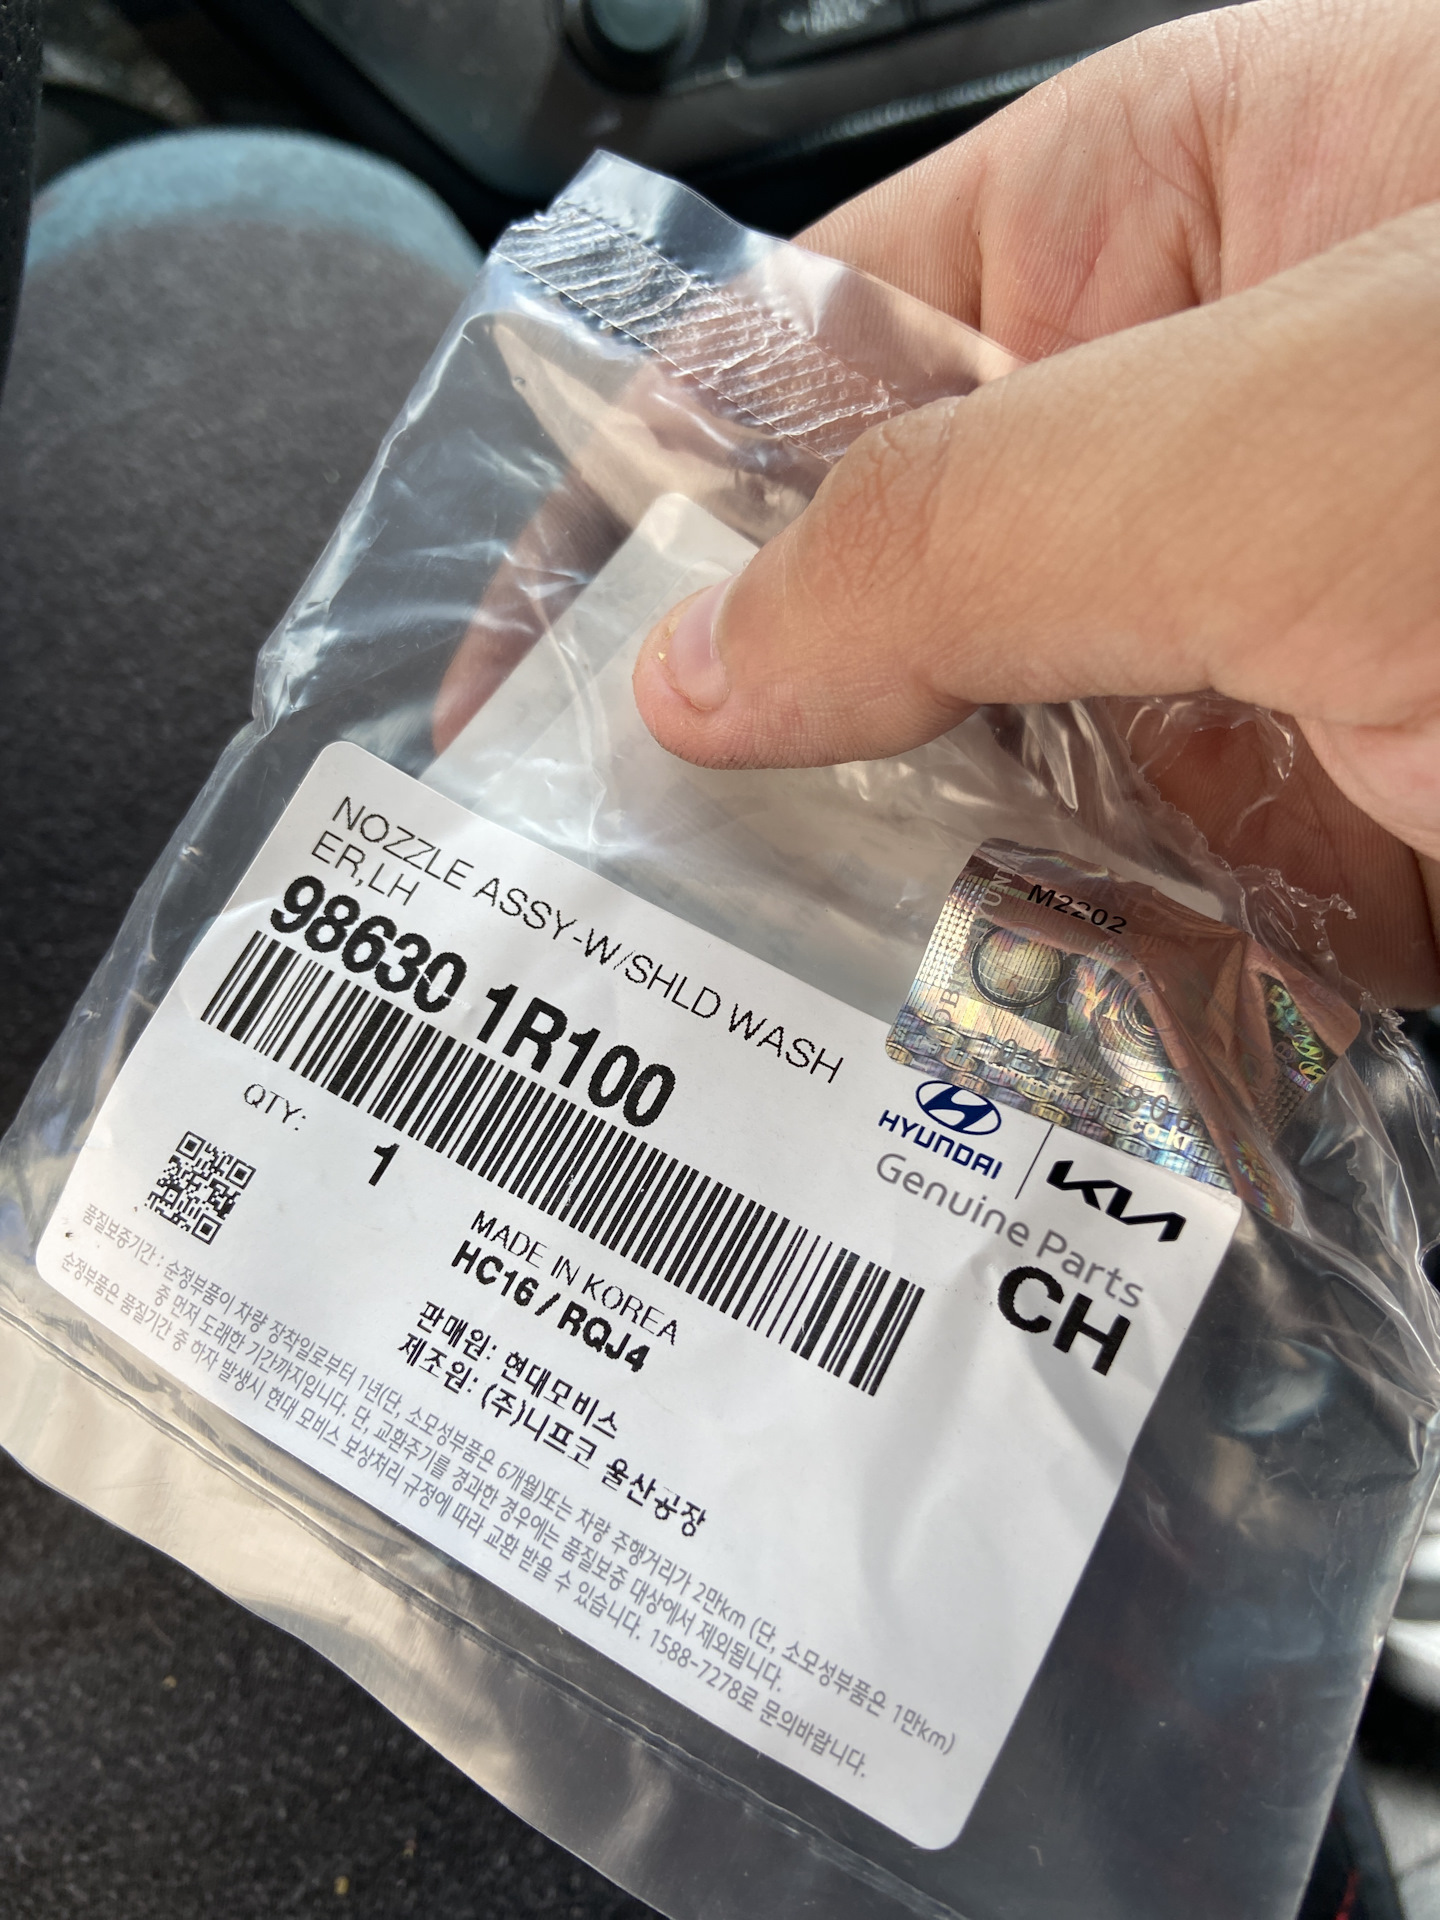 NOZZLE ASSY-W/SHLD WASH
ER,LH
98630 1R100
M2202
co.kr
HYUNDAI
KIA
Genuine Parts
CH
QTY:
1
MADE IN KOREA
HC16 / RQJ4
판매원: 현대모비스
제조원: (주)니프코 울산공장
품질보증기간 : 순정부품이 차량 장착일로부터 1년(단, 소모성부품은 6개월)또는 차량 주행거리가 2만km (단, 소모성부품은 1만km)
중 먼저 도래한 기간까지입니다. 단, 교환주기를 경과한 경우에는 품질보증 대상에서 제외됩니다.
순정부품은 품질기간 중 하자 발생시 현대 모비스 보상처리 규정에 따라 교환 받을 수 있습니다. 1588-7278로 문의바랍니다.